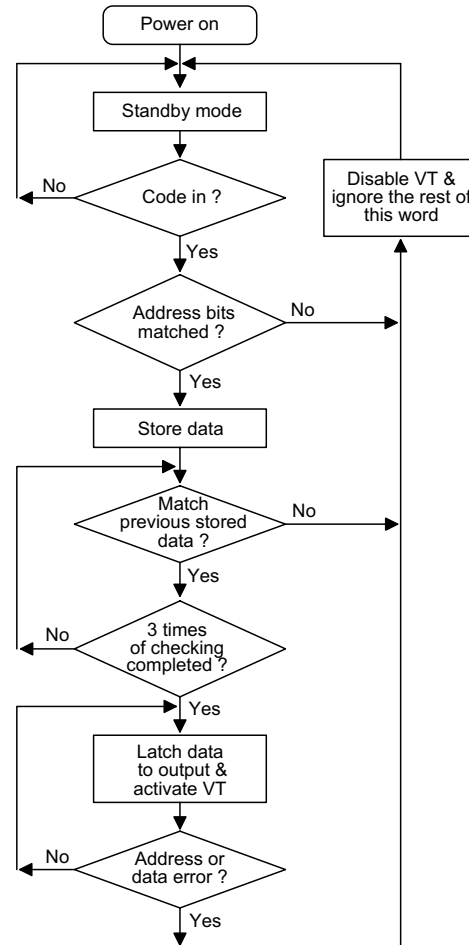 Power on
Standby mode
No
Code in ?
Disable VT &
ignore the rest of
this word
Yes
Address bits
matched ?
No
Yes
Store data
Match
previous stored
data ?
No
Yes
No
3 times
of checking
completed ?
Yes
Latch data
to output &
activate VT
No
Address or
data error ?
Yes